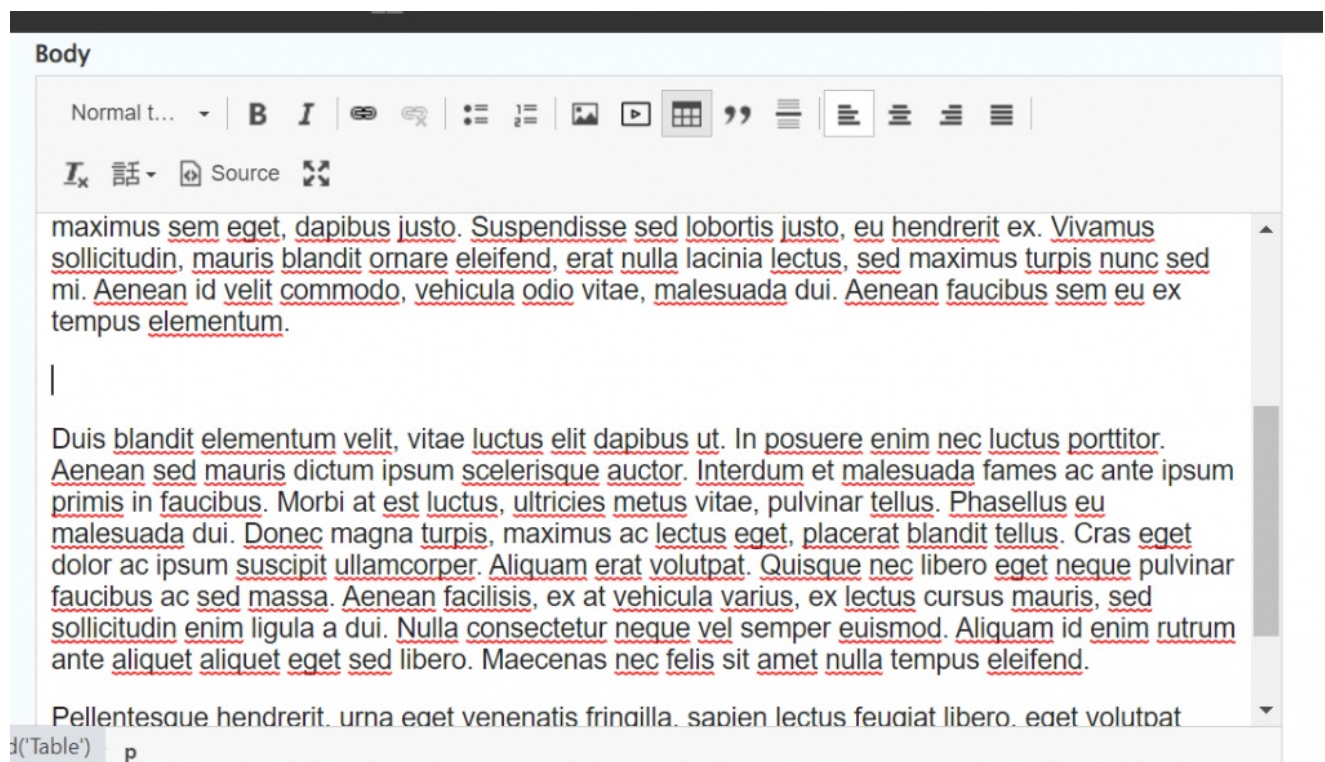 Body
Normal t...
B I
話 Source
maximus sem eget, dapibus justo. Suspendisse sed lobortis justo, eu hendrerit ex. Vivamus
sollicitudin, mauris blandit ornare eleifend, erat nulla lacinia lectus, sed maximus turpis nunc sed
mi. Aenean id velit commodo, vehicula odio vitae, malesuada dui. Aenean faucibus sem eu ex
tempus elementum.
Duis blandit elementum velit, vitae luctus elit dapibus ut. In posuere enim nec luctus porttitor.
Aenean sed mauris dictum ipsum scelerisque auctor. Interdum et malesuada fames ac ante ipsum
primis in faucibus. Morbi at est luctus, ultricies metus vitae, pulvinar tellus. Phasellus eu
malesuada dui. Donec magna turpis, maximus ac lectus eget, placerat blandit tellus. Cras eget
dolor ac ipsum suscipit ullamcorper. Aliquam erat volutpat. Quisque nec libero eget neque pulvinar
faucibus ac sed massa. Aenean facilisis, ex at vehicula varius, ex lectus cursus mauris, sed
sollicitudin enim ligula a dui. Nulla consectetur neque vel semper euismod. Aliquam id enim rutrum
ante aliquet aliquet eget sed libero. Maecenas nec felis sit amet nulla tempus eleifend.
Pellentesque hendrerit, urna eget venenatis fringilla, sapien lectus feugiat libero, eget volutpat
d('Table') p